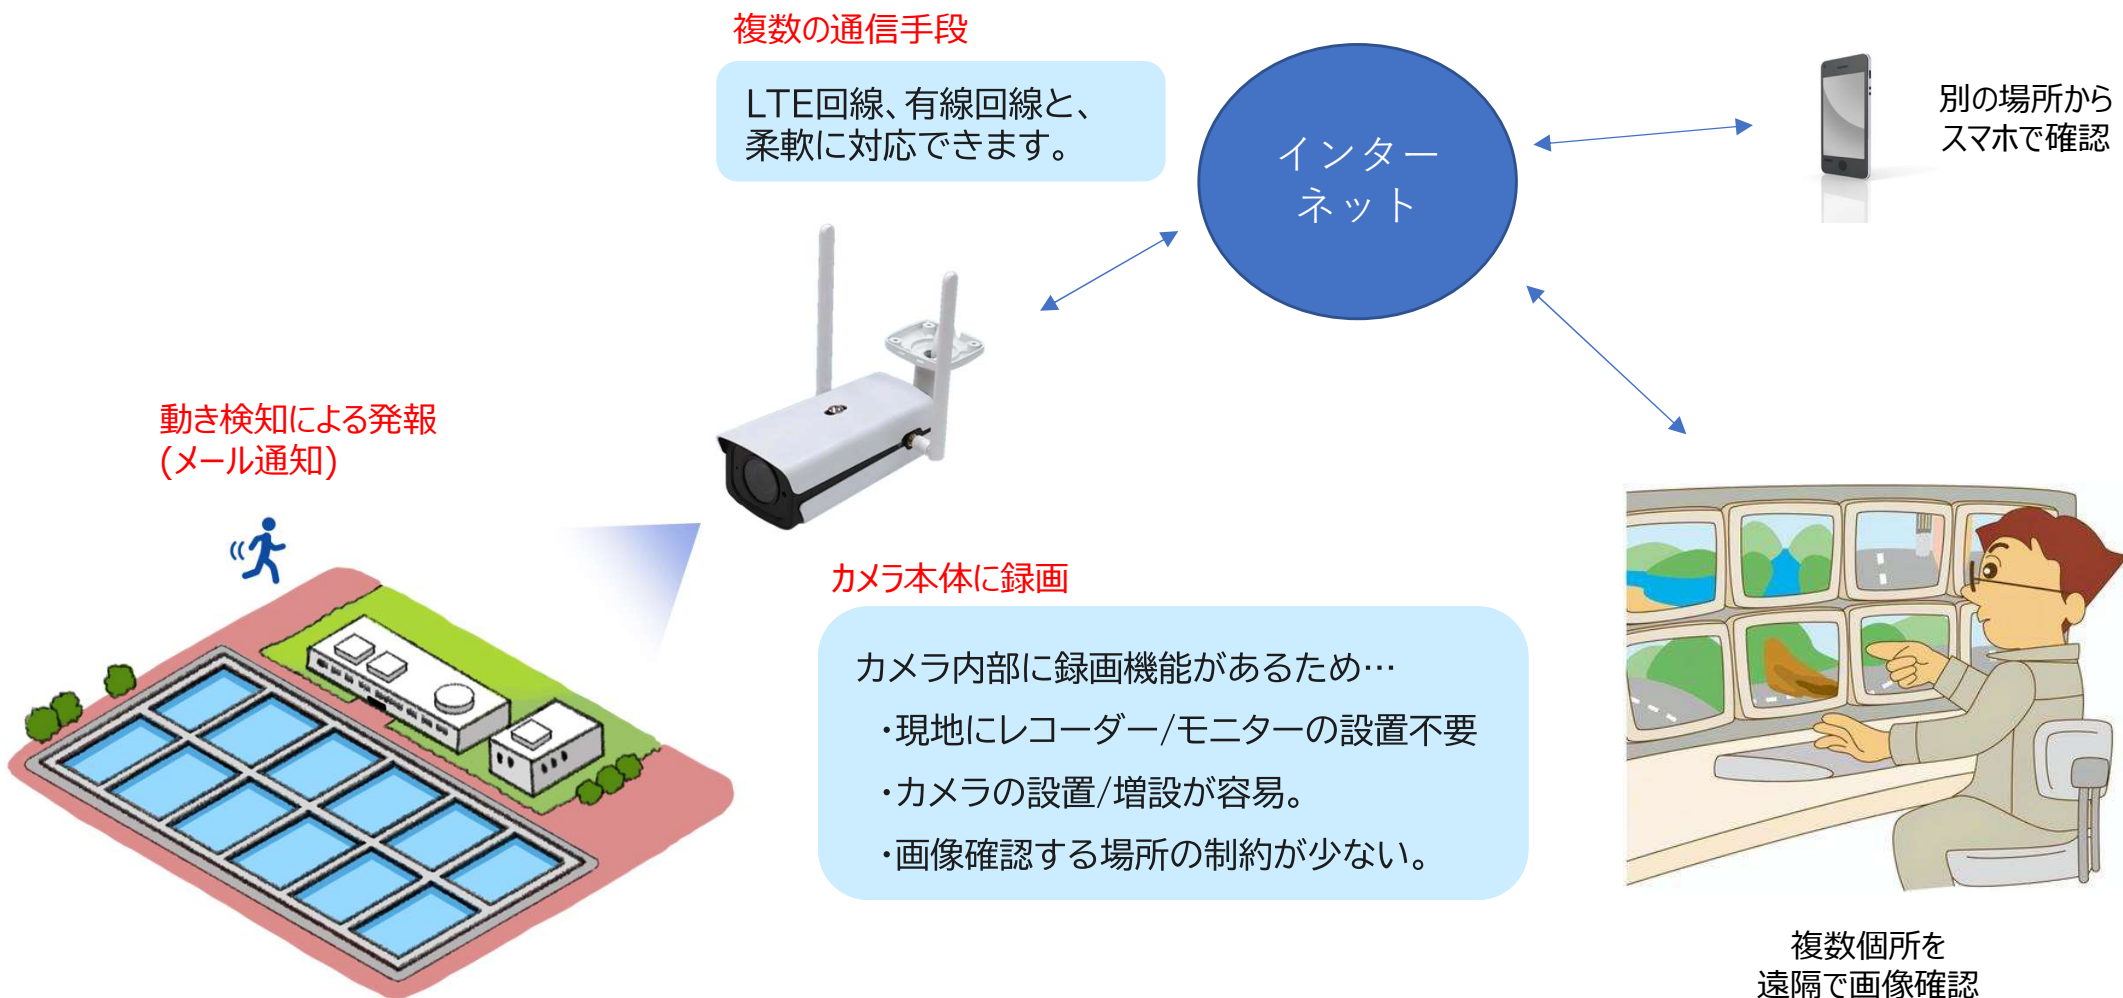 複数の通信手段
LTE回線、有線回線と、
柔軟に対応できます。
インター
ネット
別の場所から
スマホで確認
動き検知による発報
(メール通知)
カメラ本体に録画
カメラ内部に録画機能があるため…
・現地にレコーダー/モニターの設置不要
・カメラの設置/増設が容易。
・画像確認する場所の制約が少ない。
複数個所を
遠隔で画像確認